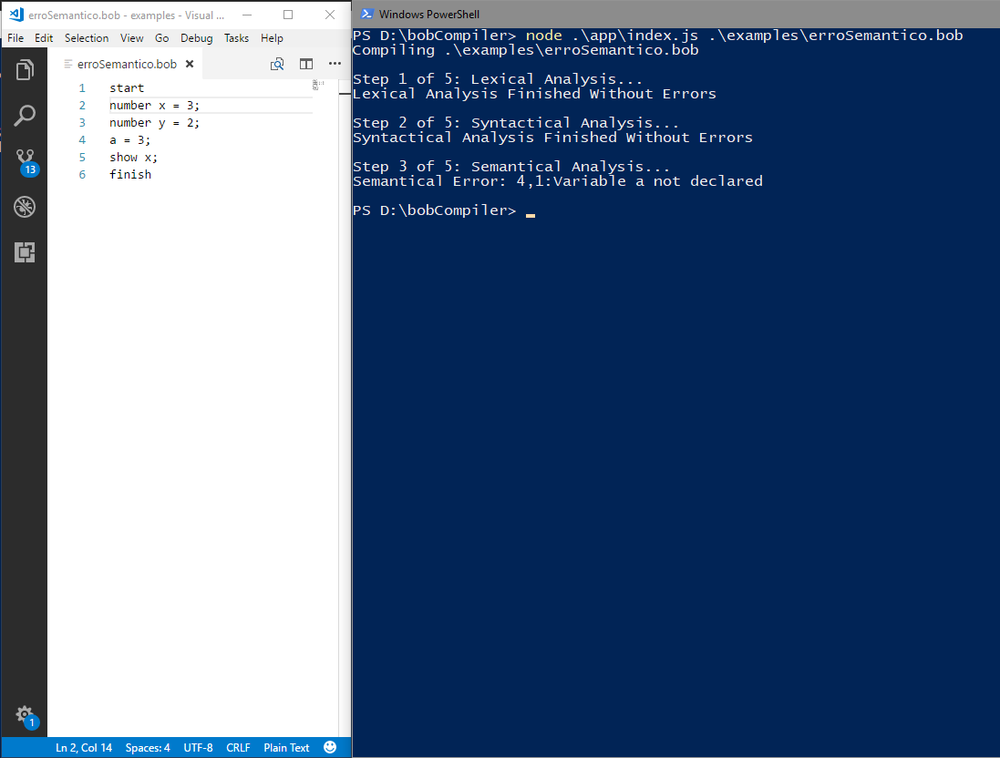 erroSemantico.bob - examples - Visual ...
File Edit Selection View Go Debug Tasks Help
erroSemantico.bob
1 start
2 number x = 3;
3 number y = 2;
4 a = 3;
5 show x;
6 finish
13
1
Ln 2, Col 14 Spaces: 4 UTF-8 CRLF Plain Text
Windows PowerShell
PS D:\bobCompiler> node .\app\index.js .\examples\erroSemantico.bob
Compiling .\examples\erroSemantico.bob
Step 1 of 5: Lexical Analysis...
Lexical Analysis Finished Without Errors
Step 2 of 5: Syntactical Analysis...
Syntactical Analysis Finished Without Errors
Step 3 of 5: Semantical Analysis...
Semantical Error: 4,1:Variable a not declared
PS D:\bobCompiler> _